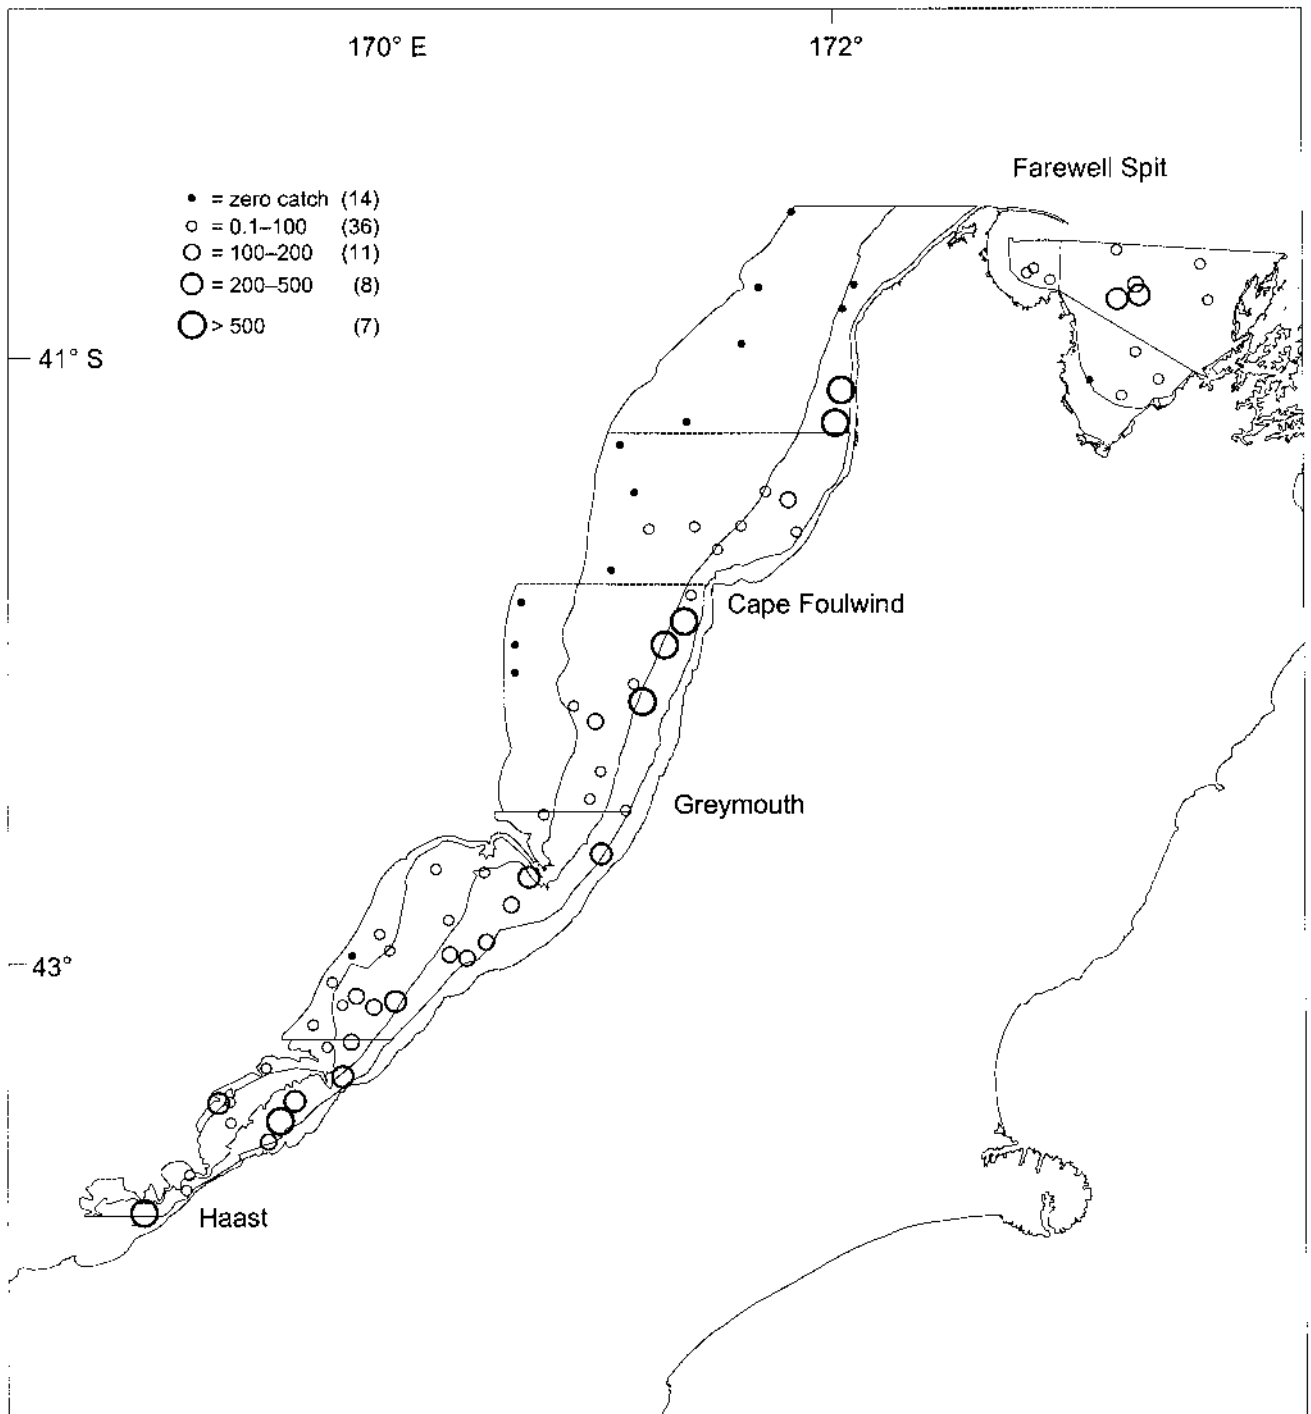 170° E 172°
Farewell Spit
• = zero catch (14)
○ = 0.1–100 (36)
○ = 100–200 (11)
○ = 200–500 (8)
○ > 500 (7)
41° S
Cape Foulwind
Greymouth
43°
Haast